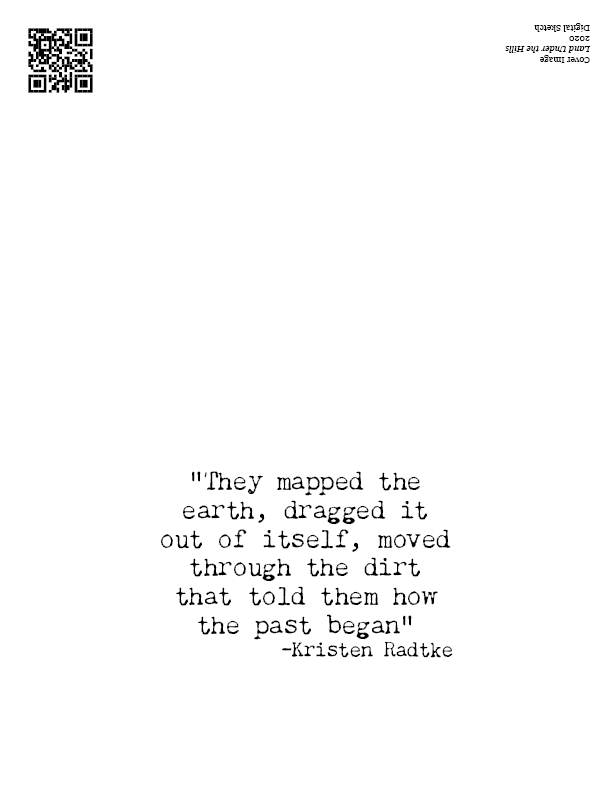 Cover Image
Land Under the Hills
2020
Digital Sketch
"They mapped the
earth, dragged it
out of itself, moved
through the dirt
that told them how
the past began"
-Kristen Radtke